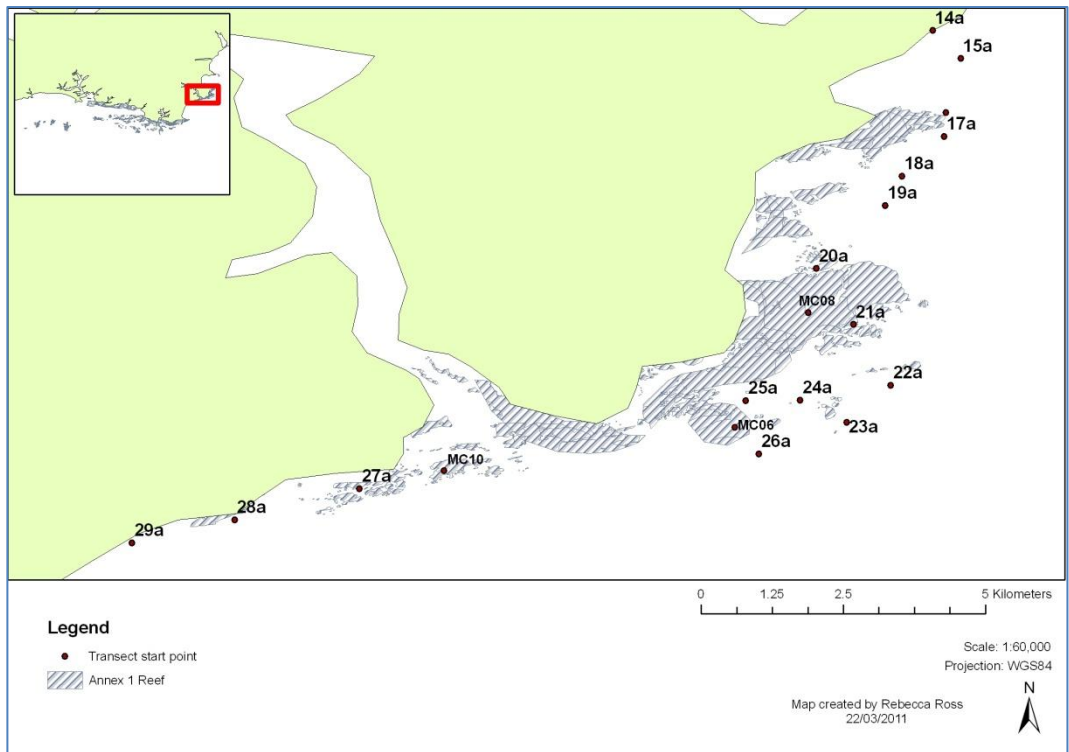 14a
15a
17a
18a
19a
20a
MC08
21a
22a
25a
24a
MC06
23a
26a
MC10
27a
28a
29a
0 1.25 2.5 5 Kilometers
Legend
Transect start point
Annex 1 Reef
Scale: 1:60,000
Projection: WGS84
Map created by Rebecca Ross
22/03/2011
N